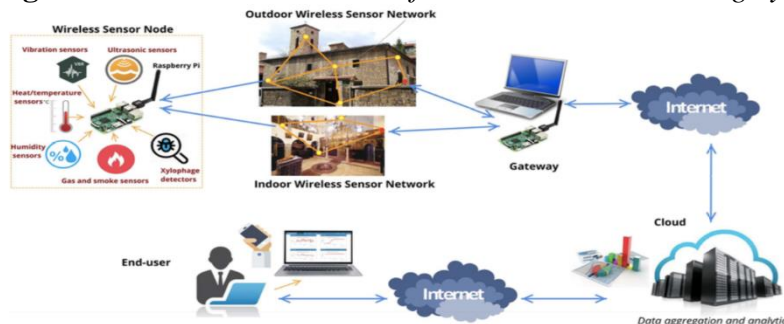 Outdoor Wireless Sensor Network
Wireless Sensor Node
Vibration sensors
Ultrasonic sensors
Raspberry Pi
Heat/temperature
sensors
Humidity
sensors
Gas and smoke sensors
Xylophage
detectors
Indoor Wireless Sensor Network
Gateway
Internet
Cloud
End-user
Internet
Data aggregation and analytic